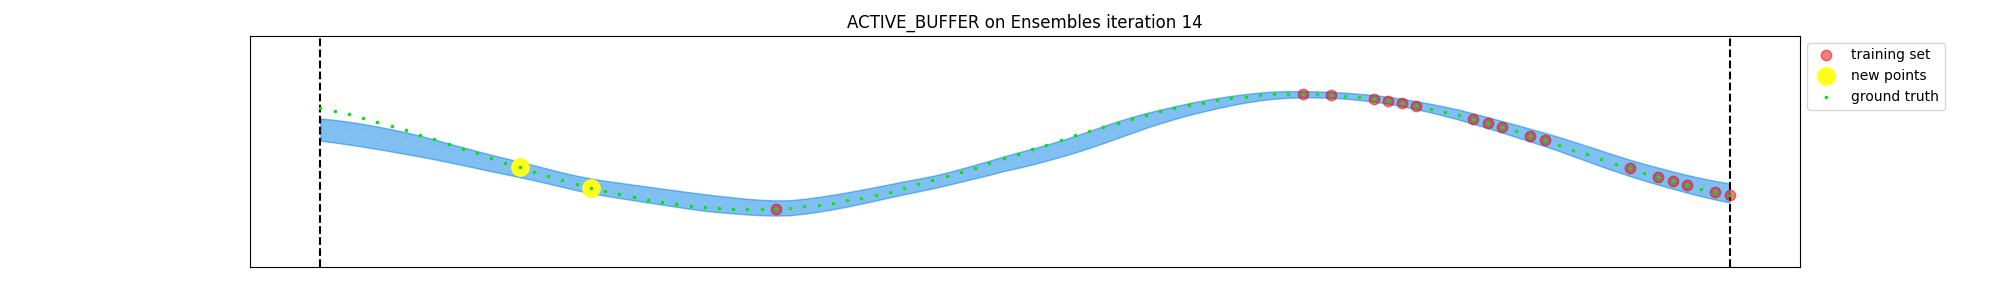 ACTIVE_BUFFER on Ensembles iteration 14
training set
new points
ground truth